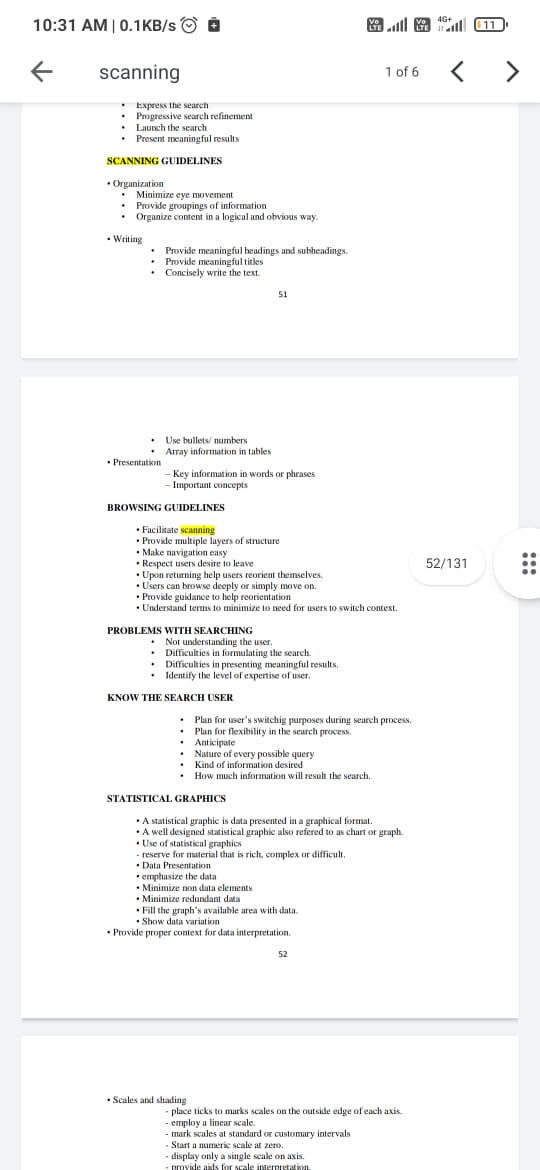 10:31 AM | 0.1KB/s
Vo LTE Vo LTE 4G+ 11
scanning
1 of 6
• Express the search
• Progressive search refinement
• Launch the search
• Present meaningful results
SCANNING GUIDELINES
• Organization
• Minimize eye movement
• Provide groupings of information
• Organize content in a logical and obvious way.
• Writing
• Provide meaningful headings and subheadings.
• Provide meaningful titles
• Concisely write the text.
51
• Use bullets/ numbers
• Array information in tables
• Presentation
– Key information in words or phrases
– Important concepts
BROWSING GUIDELINES
• Facilitate scanning
• Provide multiple layers of structure
• Make navigation easy
• Respect users desire to leave
52/131
• Upon returning help users reorient themselves.
• Users can browse deeply or simply move on.
• Provide guidance to help reorientation
• Understand terms to minimize to need for users to switch context.
PROBLEMS WITH SEARCHING
• Not understanding the user.
• Difficulties in formulating the search.
• Difficulties in presenting meaningful results.
• Identify the level of expertise of user.
KNOW THE SEARCH USER
• Plan for user's switchig purposes during search process.
• Plan for flexibility in the search process.
• Anticipate
• Nature of every possible query
• Kind of information desired
• How much information will result the search.
STATISTICAL GRAPHICS
• A statistical graphic is data presented in a graphical format.
• A well designed statistical graphic also refered to as chart or graph.
• Use of statistical graphics
- reserve for material that is rich, complex or difficult.
• Data Presentation
• emphasize the data
• Minimize non data elements
• Minimize redundant data
• Fill the graph's available area with data.
• Show data variation
• Provide proper context for data interpretation.
52
• Scales and shading
- place ticks to marks scales on the outside edge of each axis.
- employ a linear scale.
- mark scales at standard or customary intervals
- Start a numeric scale at zero.
- display only a single scale on axis.
- provide aids for scale interpretation.